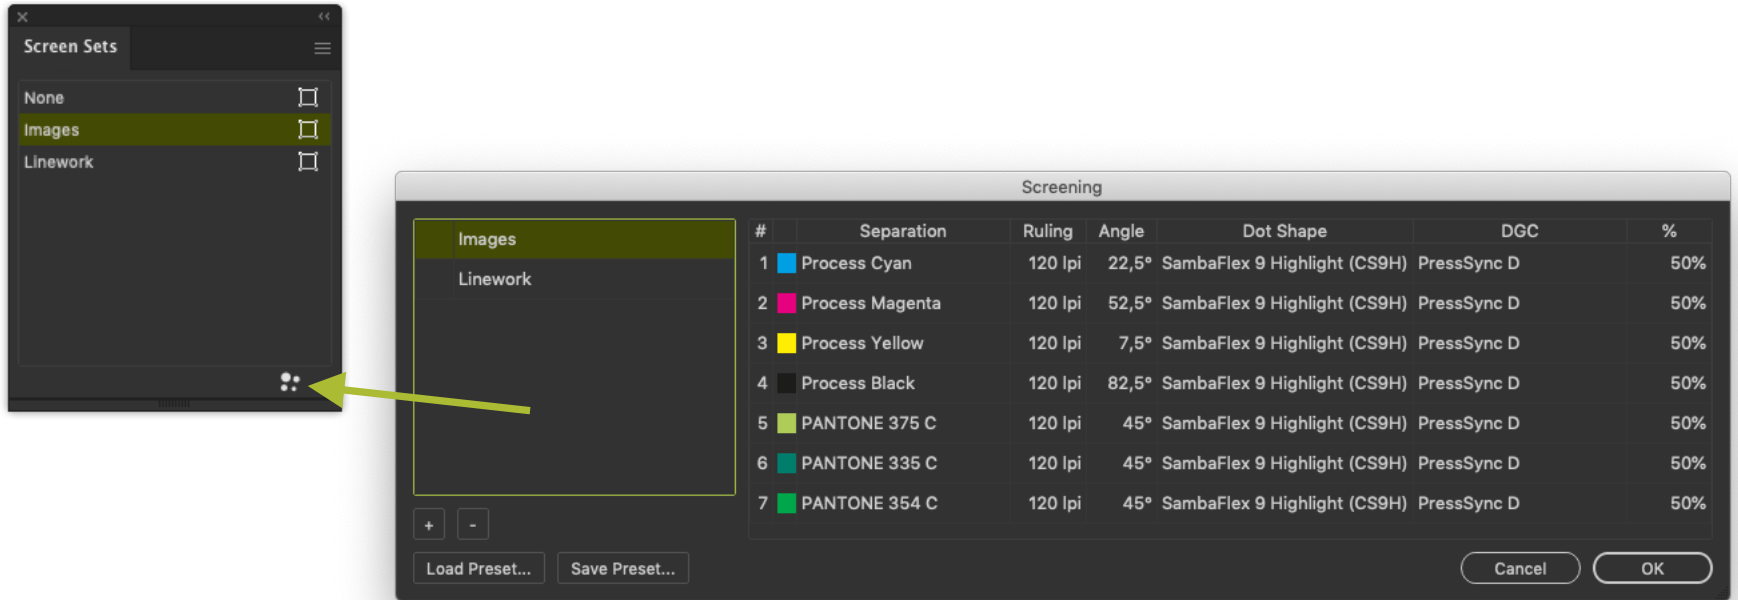 Screen Sets
None
Images
Linework
Screening
Images
Linework
+ -
Load Preset... Save Preset...
# Separation Ruling Angle Dot Shape DGC %
1 Process Cyan 120 lpi 22,5° SambaFlex 9 Highlight (CS9H) PressSync D 50%
2 Process Magenta 120 lpi 52,5° SambaFlex 9 Highlight (CS9H) PressSync D 50%
3 Process Yellow 120 lpi 7,5° SambaFlex 9 Highlight (CS9H) PressSync D 50%
4 Process Black 120 lpi 82,5° SambaFlex 9 Highlight (CS9H) PressSync D 50%
5 PANTONE 375 C 120 lpi 45° SambaFlex 9 Highlight (CS9H) PressSync D 50%
6 PANTONE 335 C 120 lpi 45° SambaFlex 9 Highlight (CS9H) PressSync D 50%
7 PANTONE 354 C 120 lpi 45° SambaFlex 9 Highlight (CS9H) PressSync D 50%
Cancel OK